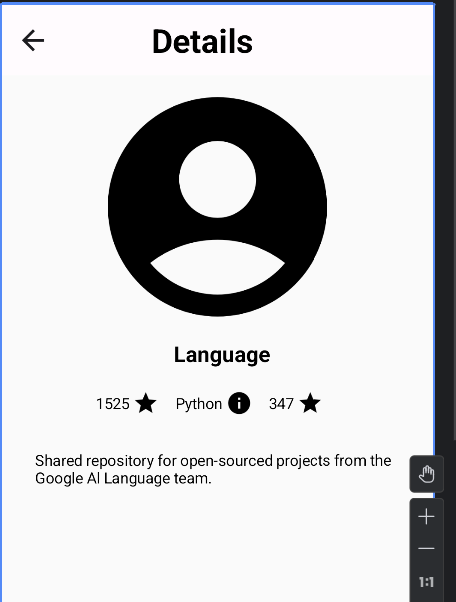 Details
Language
1525 Python 347
Shared repository for open-sourced projects from the
Google AI Language team.
1:1